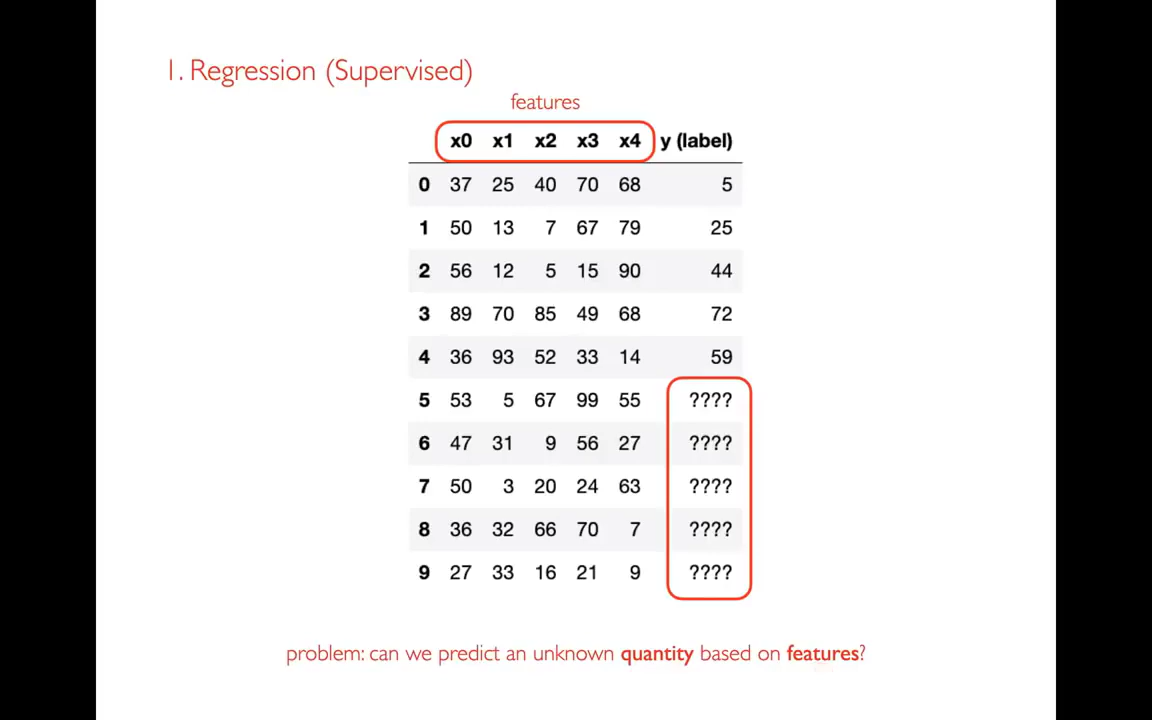 1. Regression (Supervised)
features
x0 x1 x2 x3 x4 y (label)
0 37 25 40 70 68 5
1 50 13 7 67 79 25
2 56 12 5 15 90 44
3 89 70 85 49 68 72
4 36 93 52 33 14 59
5 53 5 67 99 55 ????
6 47 31 9 56 27 ????
7 50 3 20 24 63 ????
8 36 32 66 70 7 ????
9 27 33 16 21 9 ????
problem: can we predict an unknown quantity based on features?